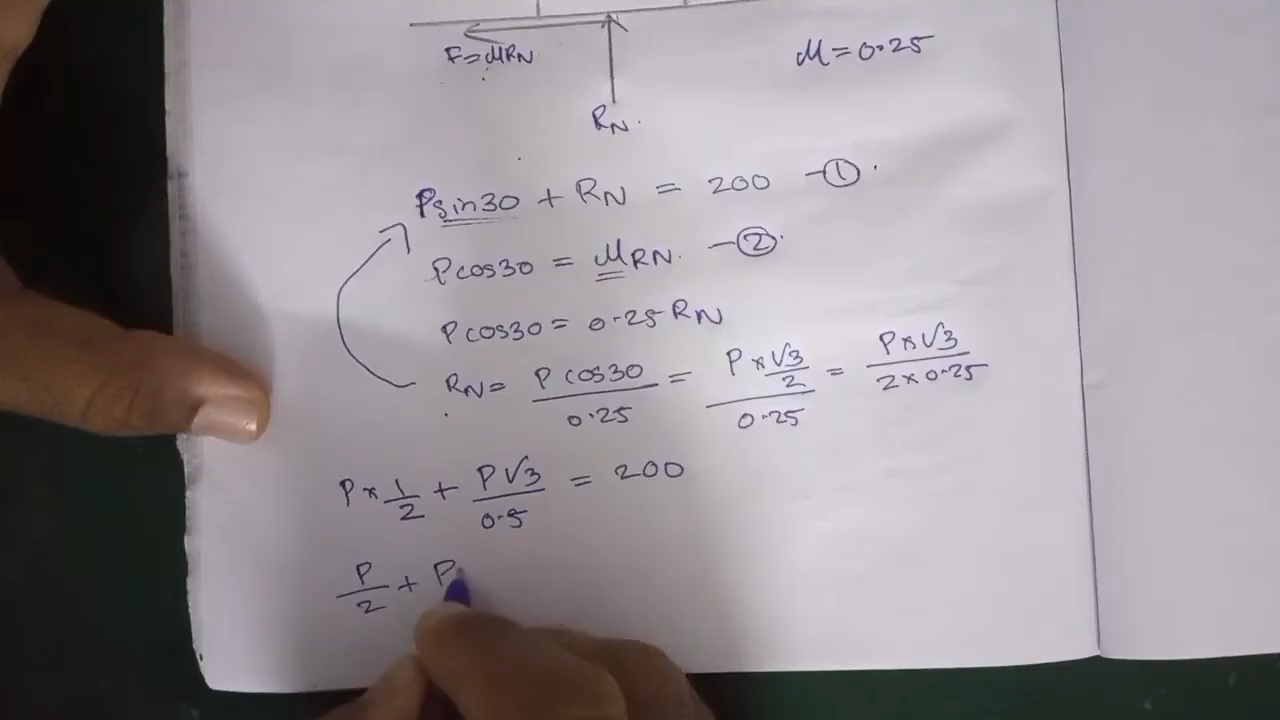 F=μRN
μ=0.25
RN.
Psin30 + RN = 200 -①.
Pcos30 = μRN. -②.
Pcos30 = 0.25 RN
RN = Pcos30/0.25 = (P×√3/2)/0.25 = P×√3/2×0.25
P×1/2 + P√3/0.5 = 200
P/2 + P